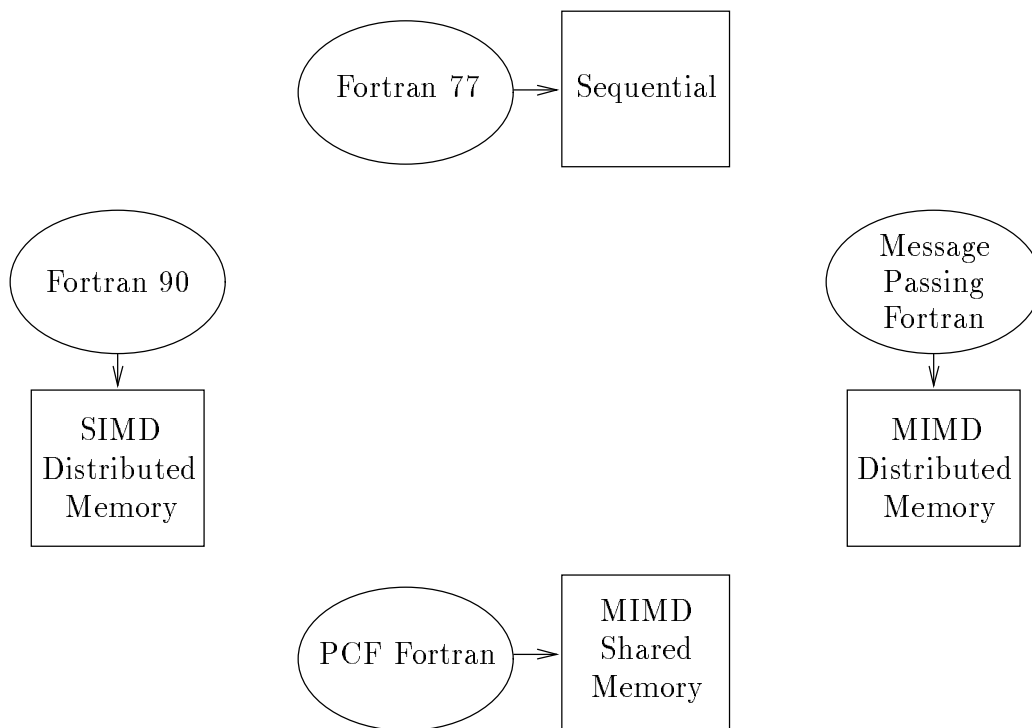 Fortran 77
Sequential
Fortran 90
Message
Passing
Fortran
SIMD
Distributed
Memory
MIMD
Distributed
Memory
PCF Fortran
MIMD
Shared
Memory